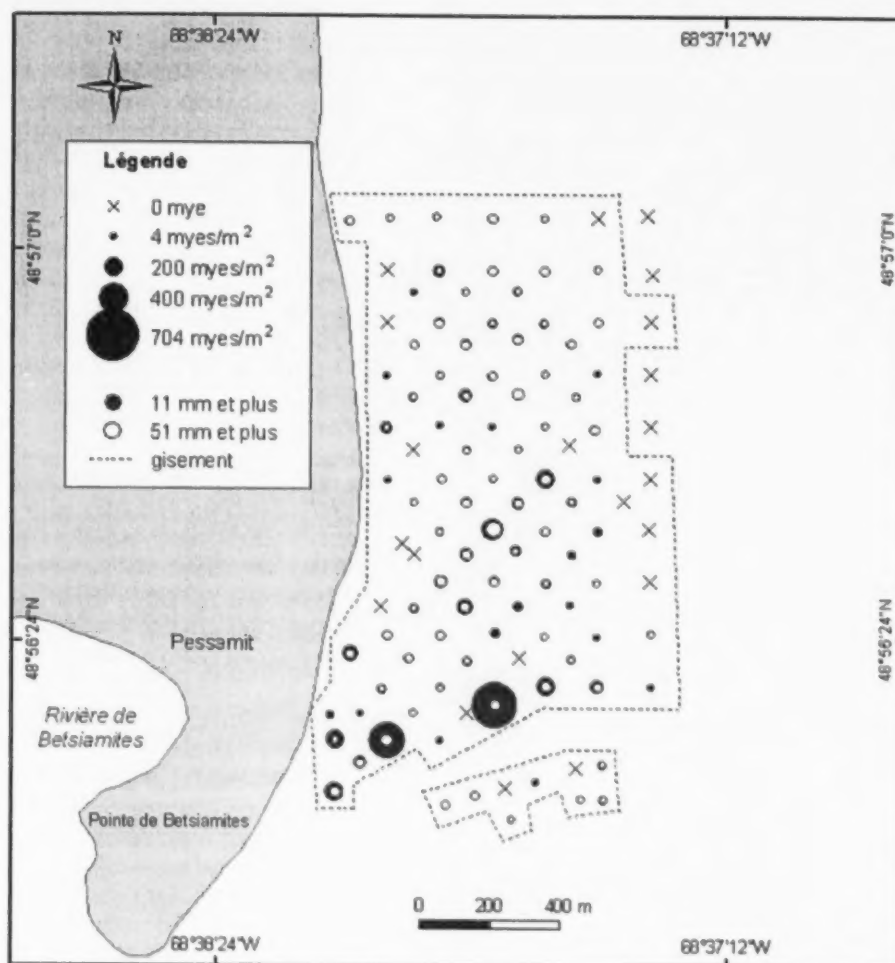 68°38'24"W
68°37'12"W
N
Légende
0 mye
4 myes/m²
200 myes/m²
400 myes/m²
704 myes/m²
11 mm et plus
51 mm et plus
gisement
48°57'0"N
48°57'0"N
48°56'24"N
48°56'24"N
Pessamit
Rivière de
Betsiamites
Pointe de Betsiamites
0 200 400 m
68°38'24"W
68°37'12"W